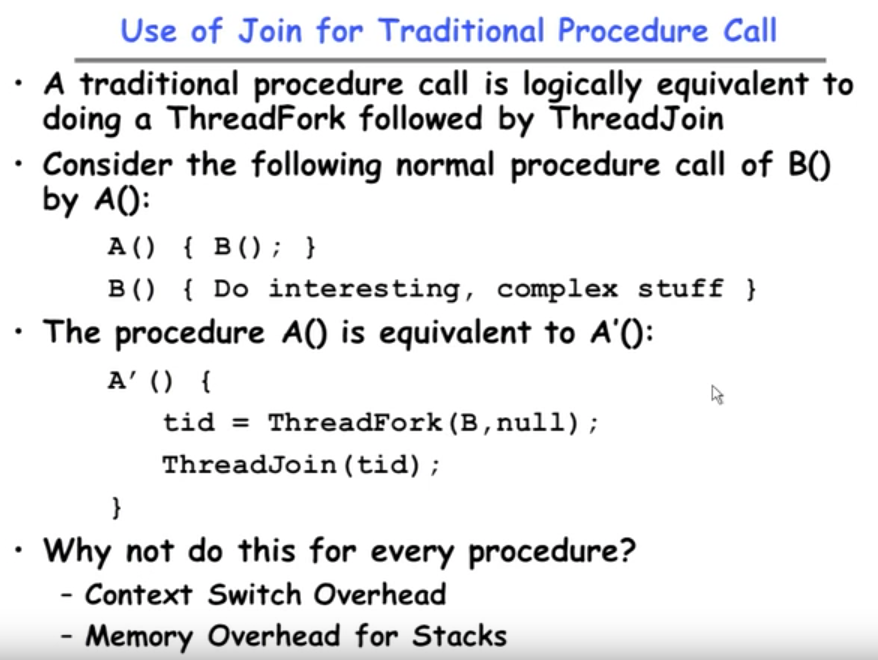 Use of Join for Traditional Procedure Call
• A traditional procedure call is logically equivalent to
doing a ThreadFork followed by ThreadJoin
• Consider the following normal procedure call of B()
by A():
A() { B(); }
B() { Do interesting, complex stuff }
• The procedure A() is equivalent to A'():
A'() {
tid = ThreadFork(B,null);
ThreadJoin(tid);
}
• Why not do this for every procedure?
– Context Switch Overhead
– Memory Overhead for Stacks